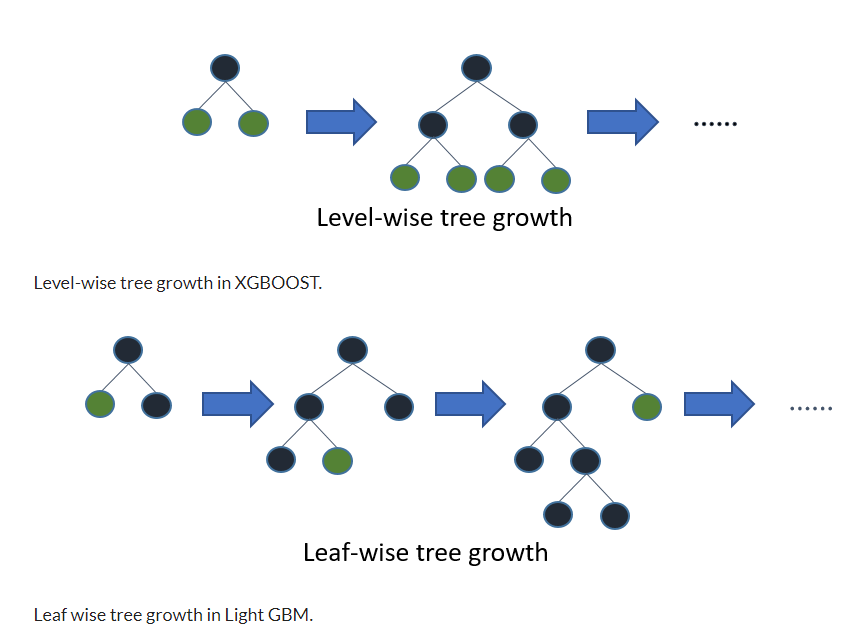 ......
Level-wise tree growth
Level-wise tree growth in XGBOOST.
......
Leaf-wise tree growth
Leaf wise tree growth in Light GBM.